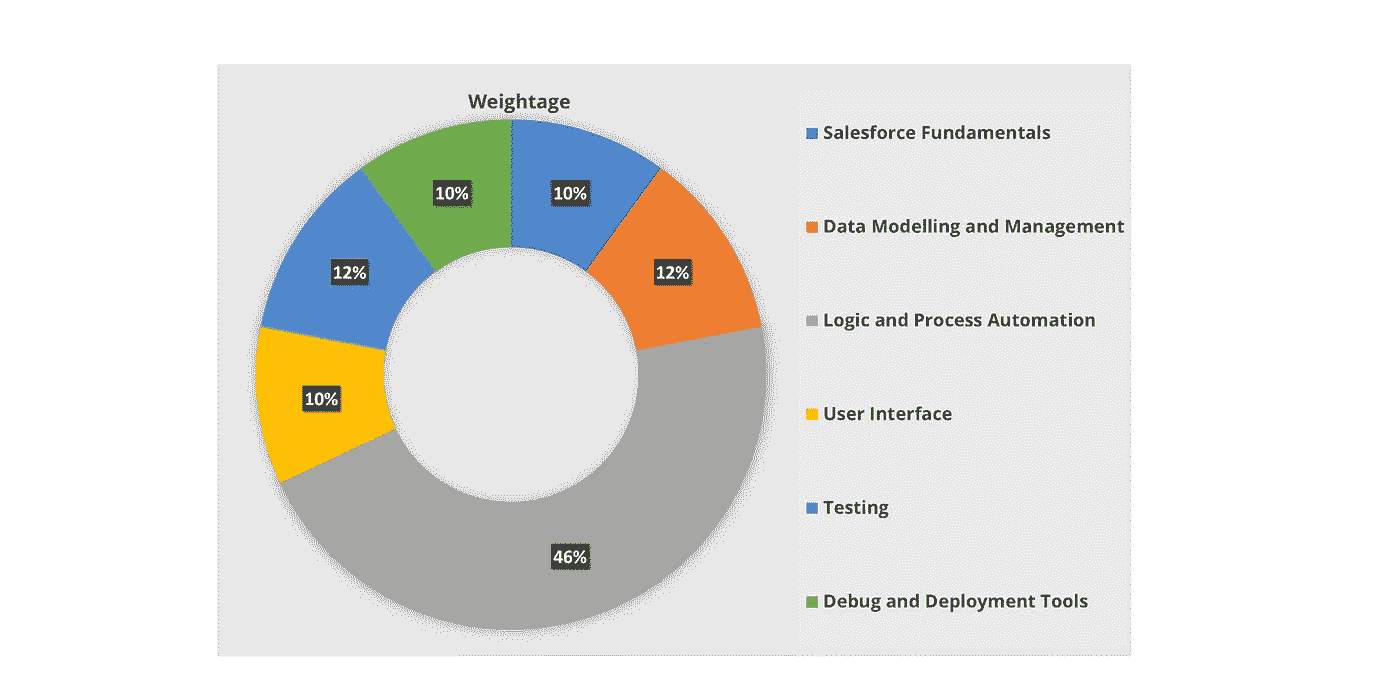 Weightage
10%
10%
12%
12%
10%
46%
Salesforce Fundamentals
Data Modelling and Management
Logic and Process Automation
User Interface
Testing
Debug and Deployment Tools